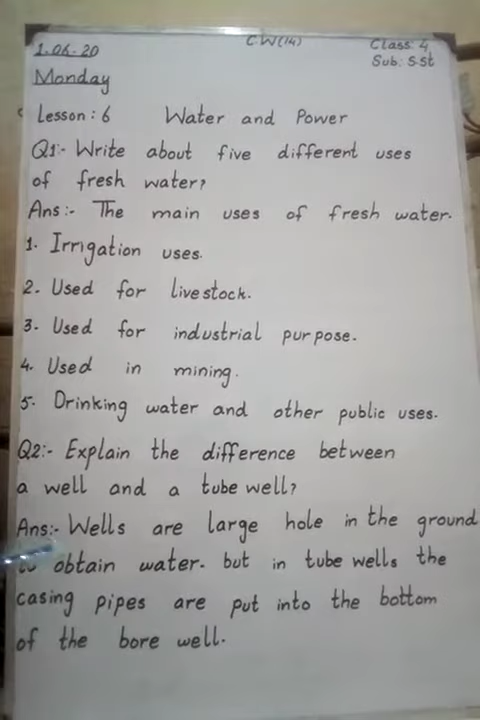 1.06.20 C.W(14) Class: 4
Monday Sub: S.St
Lesson: 6 Water and Power
Q1:- Write about five different uses
of fresh water?
Ans:- The main uses of fresh water.
1. Irrigation uses.
2. Used for livestock.
3. Used for industrial purpose.
4. Used in mining.
5. Drinking water and other public uses.
Q2:- Explain the difference between
a well and a tube well?
Ans:- Wells are large hole in the ground
to obtain water. but in tube wells the
casing pipes are put into the bottom
of the bore well.